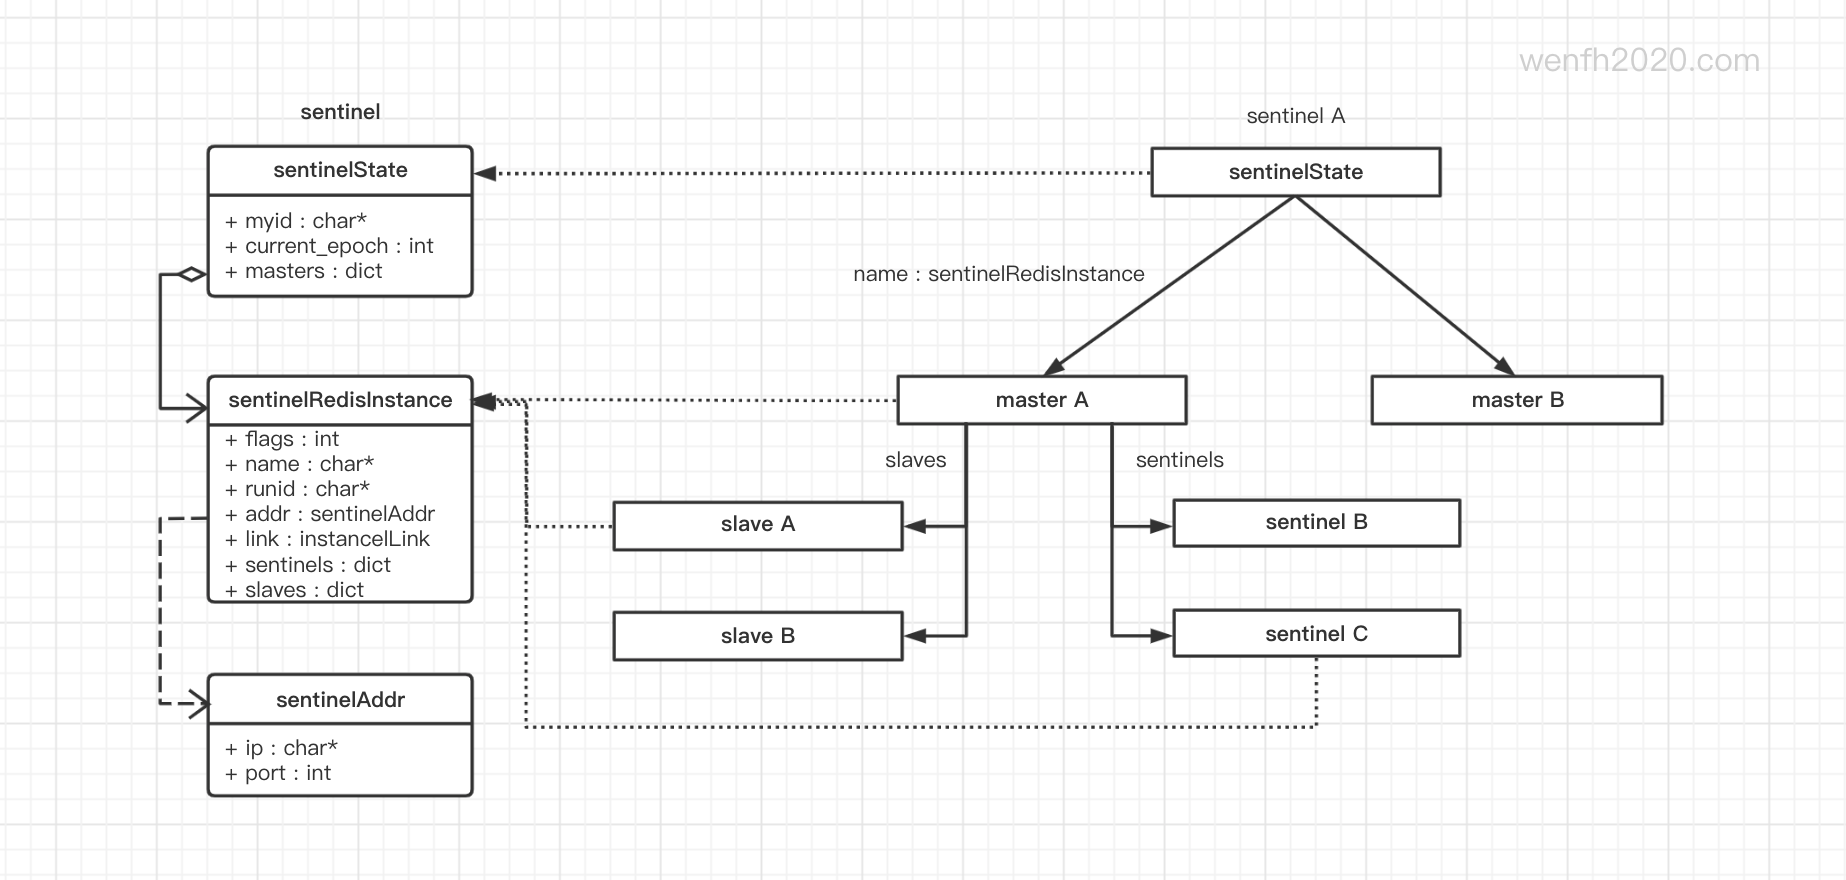 wenfh2020.com
sentinel
sentinelState
+ myid : char*
+ current_epoch : int
+ masters : dict
sentinelRedisInstance
+ flags : int
+ name : char*
+ runid : char*
+ addr : sentinelAddr
+ link : instancelLink
+ sentinels : dict
+ slaves : dict
sentinelAddr
+ ip : char*
+ port : int
sentinel A
sentinelState
name : sentinelRedisInstance
master A
master B
slaves
sentinels
slave A
sentinel B
slave B
sentinel C